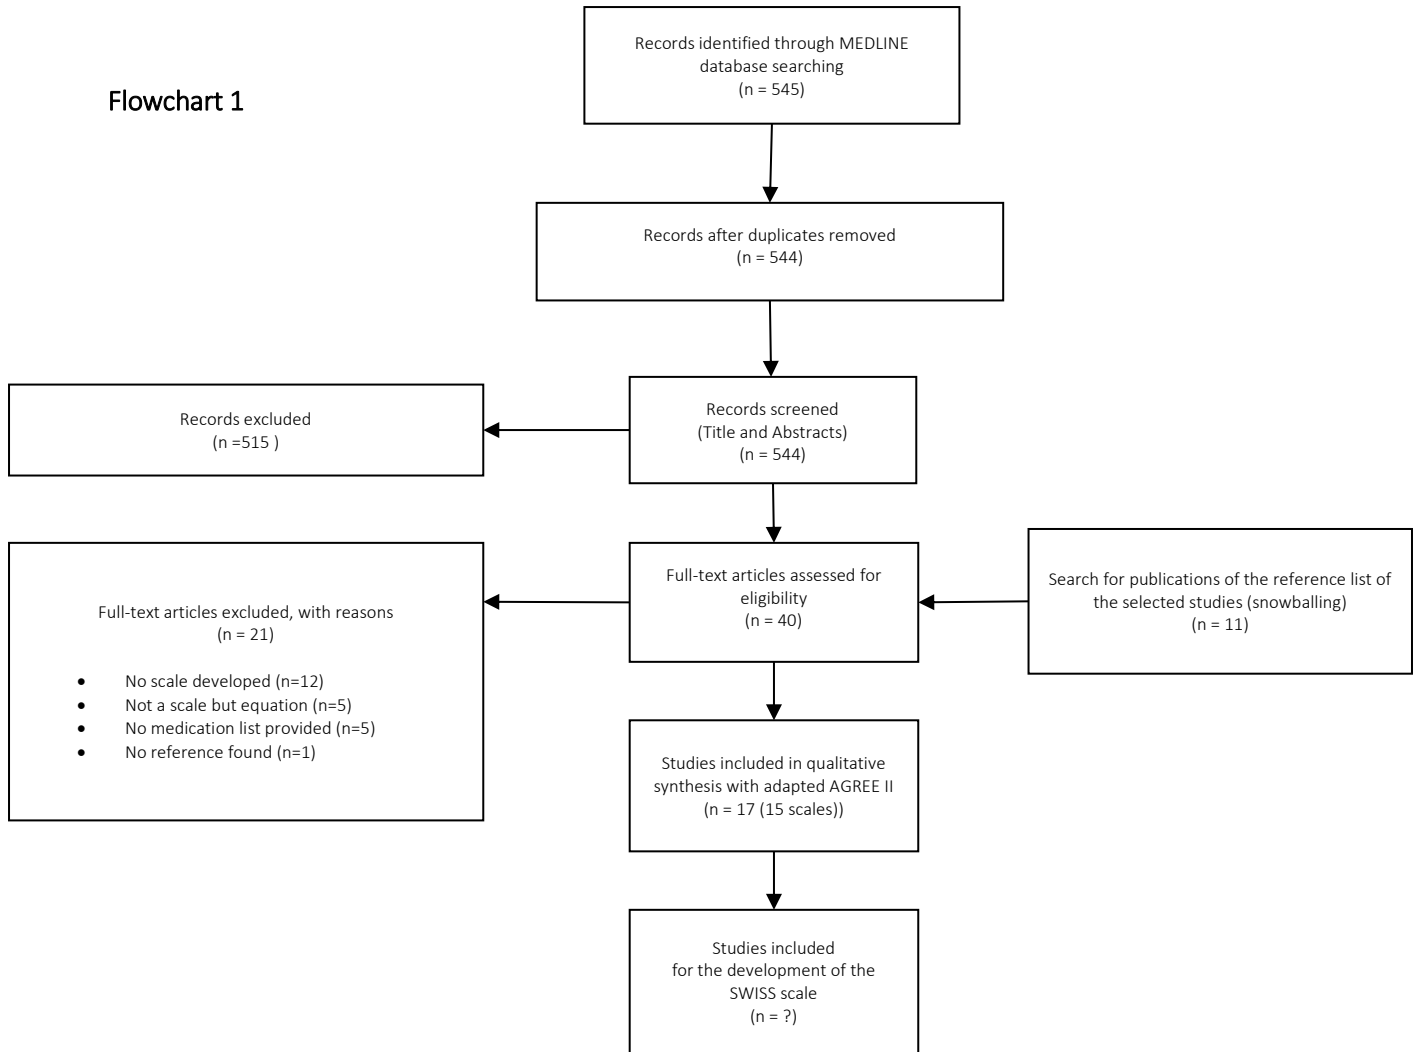 Flowchart 1
Records identified through MEDLINE
database searching
(n = 545)
Records after duplicates removed
(n = 544)
Records screened
(Title and Abstracts)
(n = 544)
Records excluded
(n =515 )
Full-text articles assessed for
eligibility
(n = 40)
Search for publications of the reference list of
the selected studies (snowballing)
(n = 11)
Full-text articles excluded, with reasons
(n = 21)
• No scale developed (n=12)
• Not a scale but equation (n=5)
• No medication list provided (n=5)
• No reference found (n=1)
Studies included in qualitative
synthesis with adapted AGREE II
(n = 17 (15 scales))
Studies included
for the development of the
SWISS scale
(n = ?)